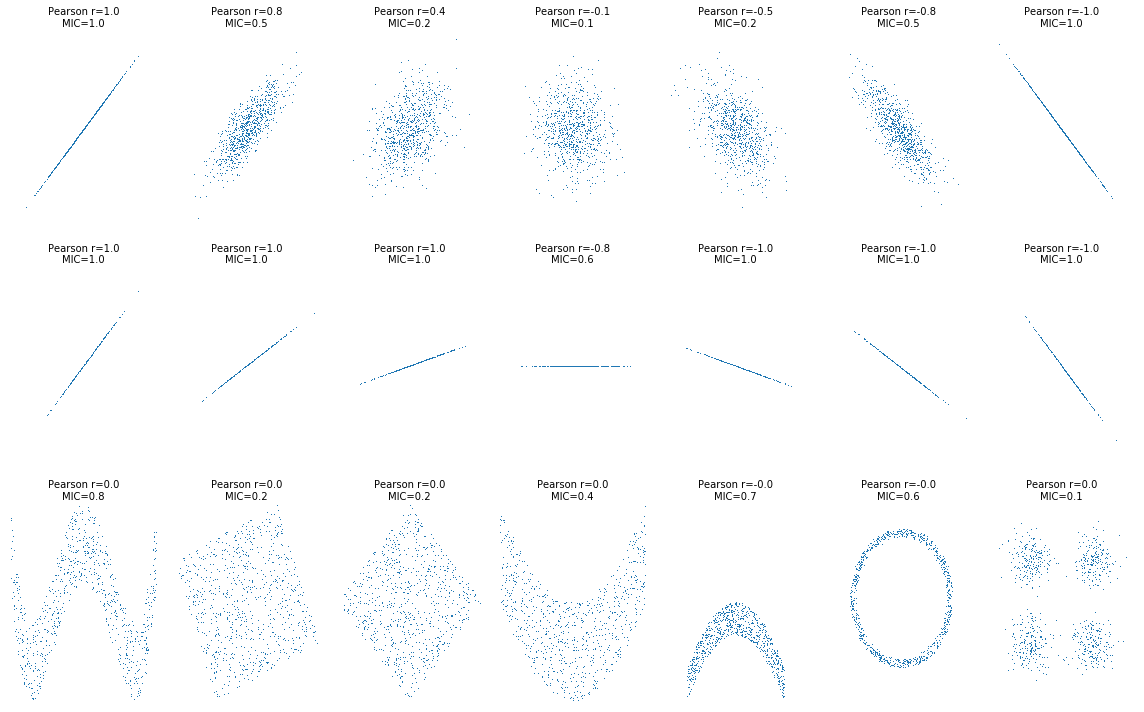 Pearson r=1.0
MIC=1.0
Pearson r=0.8
MIC=0.5
Pearson r=0.4
MIC=0.2
Pearson r=-0.1
MIC=0.1
Pearson r=-0.5
MIC=0.2
Pearson r=-0.8
MIC=0.5
Pearson r=-1.0
MIC=1.0
Pearson r=1.0
MIC=1.0
Pearson r=1.0
MIC=1.0
Pearson r=1.0
MIC=1.0
Pearson r=-0.8
MIC=0.6
Pearson r=-1.0
MIC=1.0
Pearson r=-1.0
MIC=1.0
Pearson r=-1.0
MIC=1.0
Pearson r=0.0
MIC=0.8
Pearson r=0.0
MIC=0.2
Pearson r=0.0
MIC=0.2
Pearson r=0.0
MIC=0.4
Pearson r=-0.0
MIC=0.7
Pearson r=-0.0
MIC=0.6
Pearson r=0.0
MIC=0.1